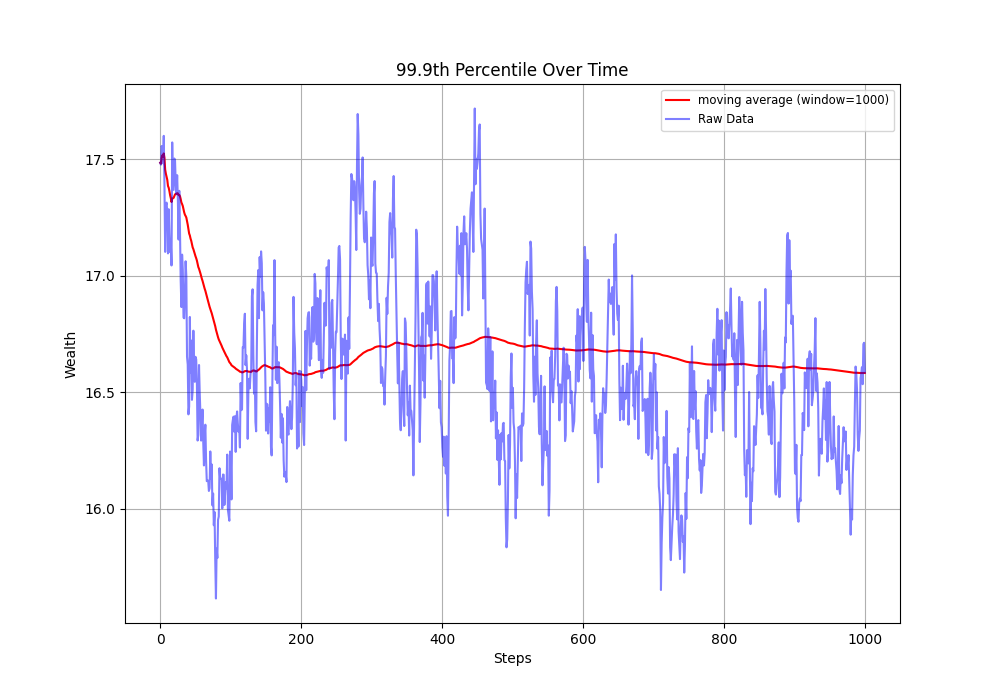 99.9th Percentile Over Time
moving average (window=1000)
Raw Data
Wealth
17.5
17.0
16.5
16.0
0
200
400
600
800
1000
Steps